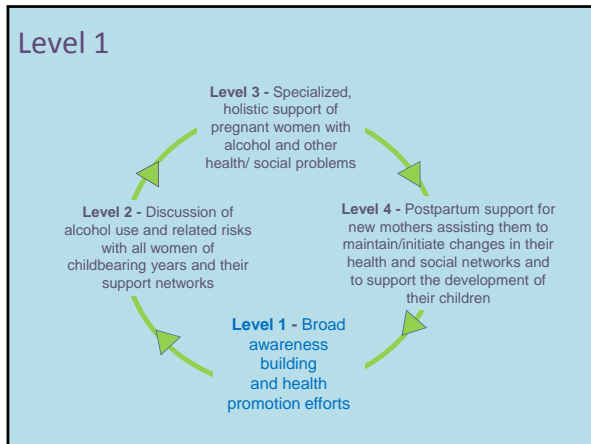 Level 1
Level 3 - Specialized,
holistic support of
pregnant women with
alcohol and other
health/ social problems
Level 2 - Discussion of
alcohol use and related risks
with all women of
childbearing years and their
support networks
Level 4 - Postpartum support for
new mothers assisting them to
maintain/initiate changes in their
health and social networks and
to support the development of
their children
Level 1 - Broad
awareness
building
and health
promotion efforts